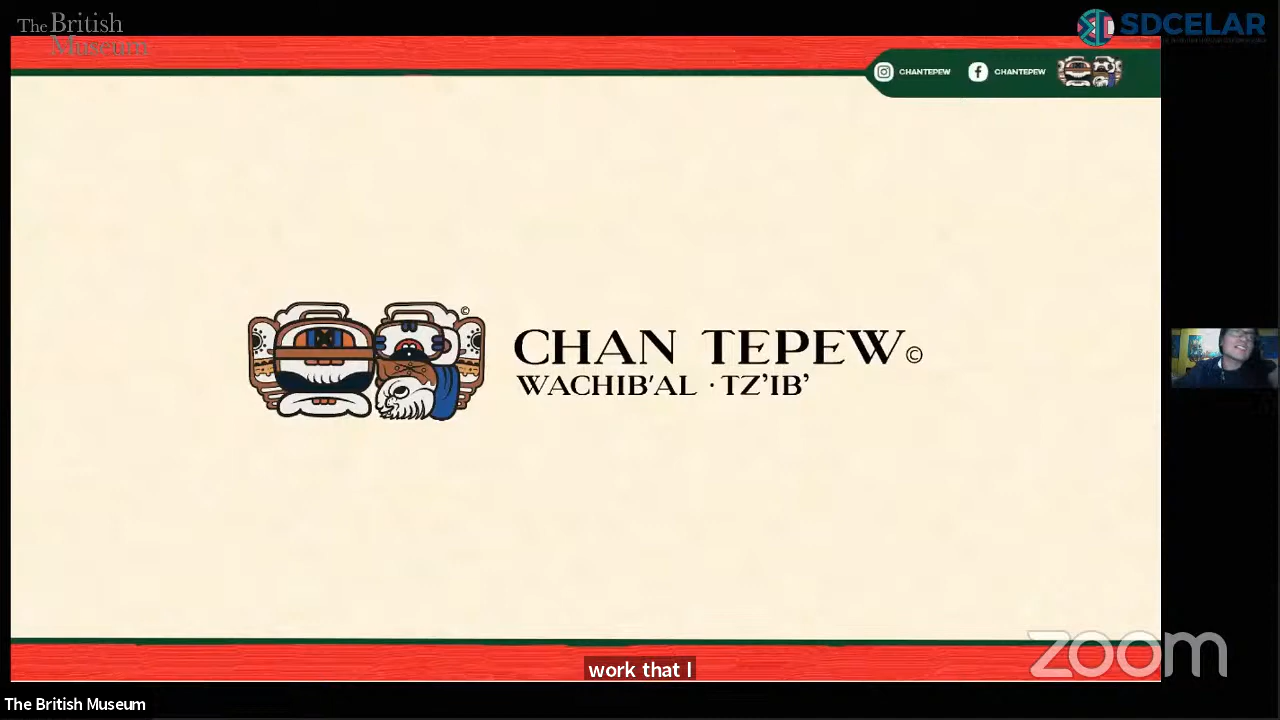 The British
Museum
SDCELAR
CHANTEPEW
CHANTEPEW
©
CHAN TEPEW©
WACHIB'AL · TZ'IB'
zoom
work that I
The British Museum